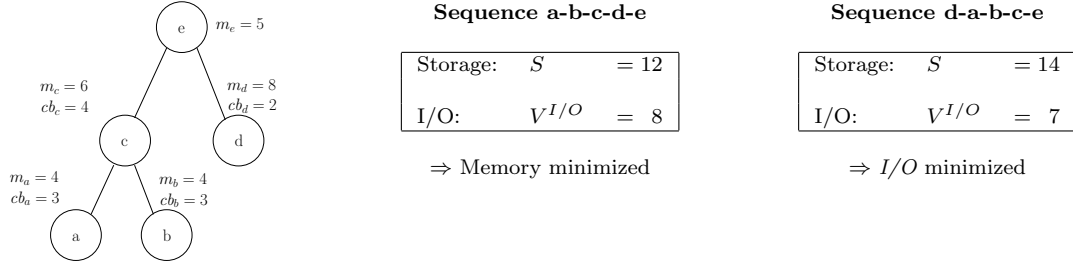 e
m_e = 5
m_c = 6
cb_c = 4
m_d = 8
cb_d = 2
c
d
m_a = 4
cb_a = 3
m_b = 4
cb_b = 3
a
b
Sequence a-b-c-d-e
Storage: S = 12
I/O: V^{I/O} = 8
⇒ Memory minimized
Sequence d-a-b-c-e
Storage: S = 14
I/O: V^{I/O} = 7
⇒ I/O minimized